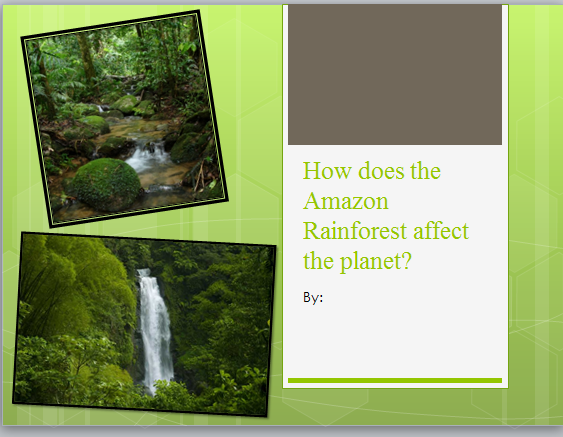 How does the
Amazon
Rainforest affect
the planet?
By: